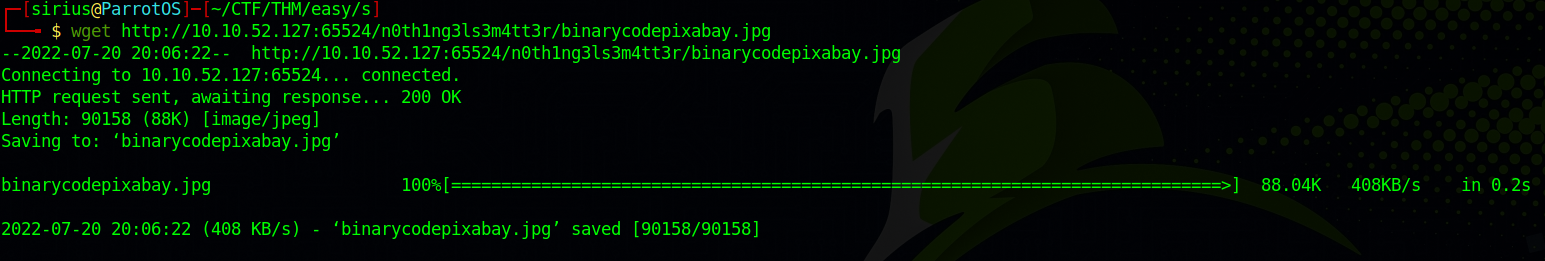 ┌─[sirius@ParrotOS]─[~/CTF/THM/easy/s]
└──╼ $ wget http://10.10.52.127:65524/n0th1ng3ls3m4tt3r/binarycodepixabay.jpg
--2022-07-20 20:06:22--  http://10.10.52.127:65524/n0th1ng3ls3m4tt3r/binarycodepixabay.jpg
Connecting to 10.10.52.127:65524... connected.
HTTP request sent, awaiting response... 200 OK
Length: 90158 (88K) [image/jpeg]
Saving to: ‘binarycodepixabay.jpg’
binarycodepixabay.jpg 100%[=============================================================================>] 88.04K 408KB/s in 0.2s
2022-07-20 20:06:22 (408 KB/s) - ‘binarycodepixabay.jpg’ saved [90158/90158]